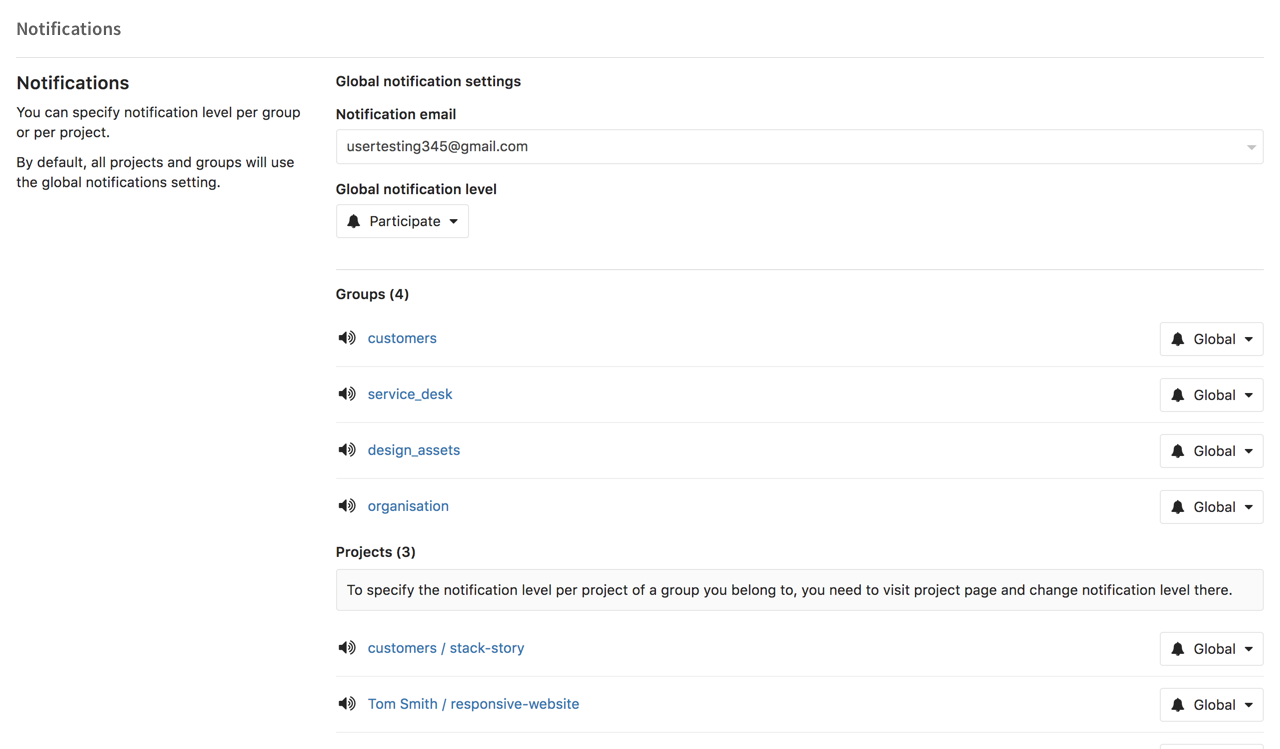 Notifications
Notifications
You can specify notification level per group
or per project.
By default, all projects and groups will use
the global notifications setting.
Global notification settings
Notification email
usertesting345@gmail.com
Global notification level
Participate
Groups (4)
customers Global
service_desk Global
design_assets Global
organisation Global
Projects (3)
To specify the notification level per project of a group you belong to, you need to visit project page and change notification level there.
customers / stack-story Global
Tom Smith / responsive-website Global